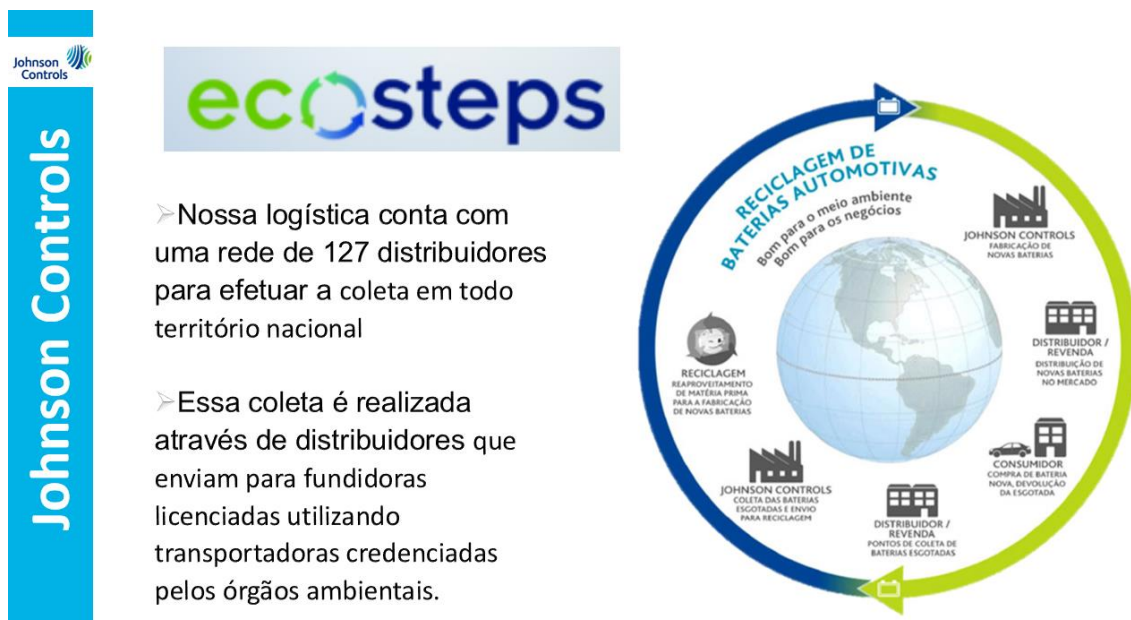 Johnson
Controls
Johnson Controls
ecosteps
➢Nossa logística conta com
uma rede de 127 distribuidores
para efetuar a coleta em todo
território nacional
➢Essa coleta é realizada
através de distribuidores que
enviam para fundidoras
licenciadas utilizando
transportadoras credenciadas
pelos órgãos ambientais.
RECICLAGEM DE
BATERIAS AUTOMOTIVAS
Bom para o meio ambiente
Bom para os negócios
JOHNSON CONTROLS
FABRICAÇÃO DE
NOVAS BATERIAS
DISTRIBUIDOR /
REVENDA
DISTRIBUIÇÃO DE
NOVAS BATERIAS
NO MERCADO
CONSUMIDOR
COMPRA DE BATERIA
NOVA, DEVOLUÇÃO
DA ESGOTADA
DISTRIBUIDOR /
REVENDA
PONTOS DE COLETA DE
BATERIAS ESGOTADAS
JOHNSON CONTROLS
COLETA DAS BATERIAS
ESGOTADAS E ENVIO
PARA RECICLAGEM
RECICLAGEM
REAPROVEITAMENTO
DE MATÉRIA PRIMA
PARA A FABRICAÇÃO
DE NOVAS BATERIAS